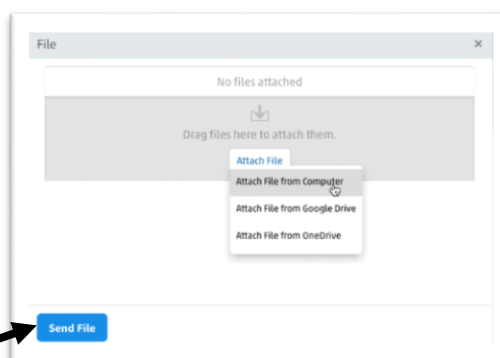 File
No files attached
Drag files here to attach them.
Attach File
Attach File from Computer
Attach File from Google Drive
Attach File from OneDrive
Send File